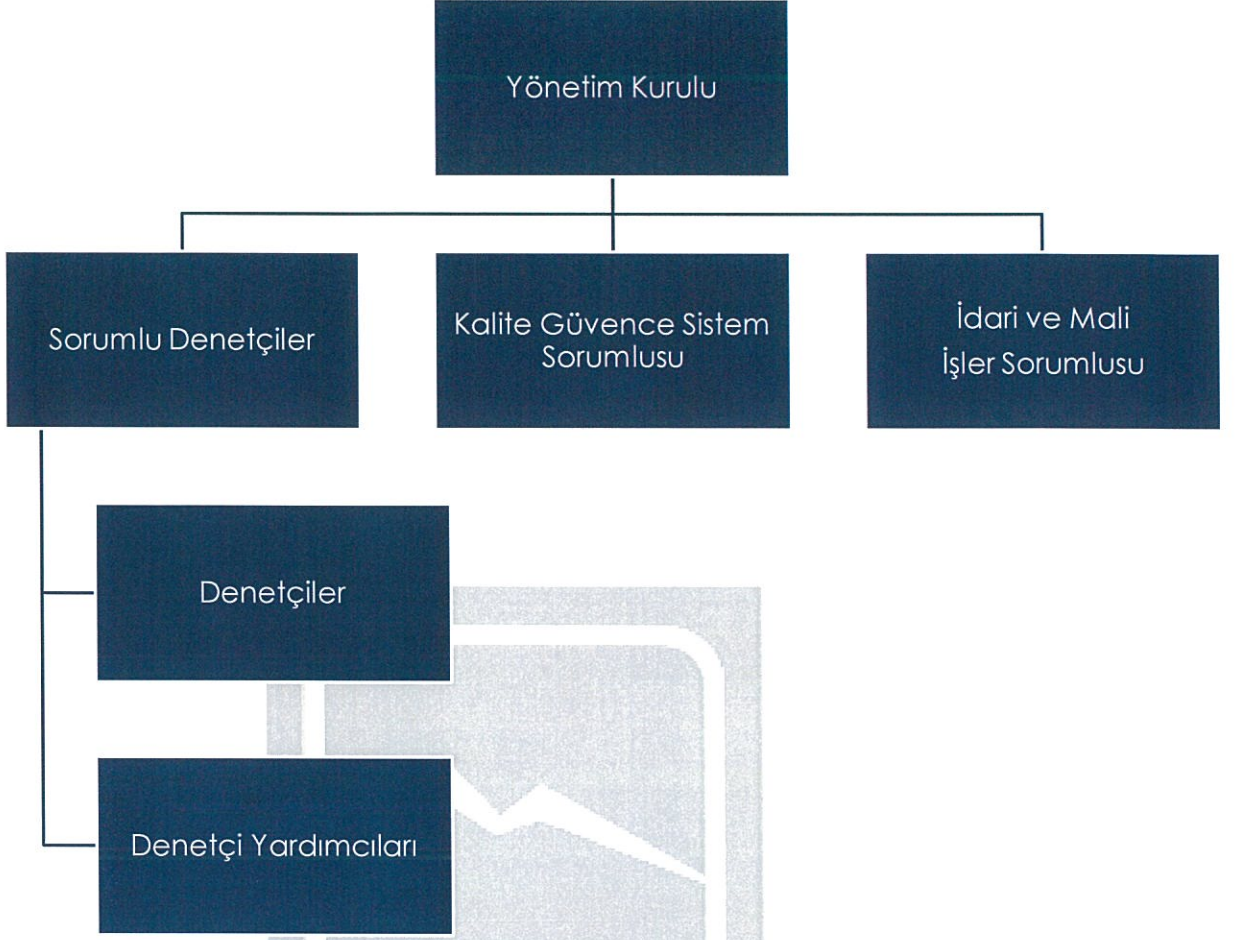 Yönetim Kurulu
Sorumlu Denetçiler
Kalite Güvence Sistem
Sorumlusu
İdari ve Mali
İşler Sorumlusu
Denetçiler
Denetçi Yardımcıları